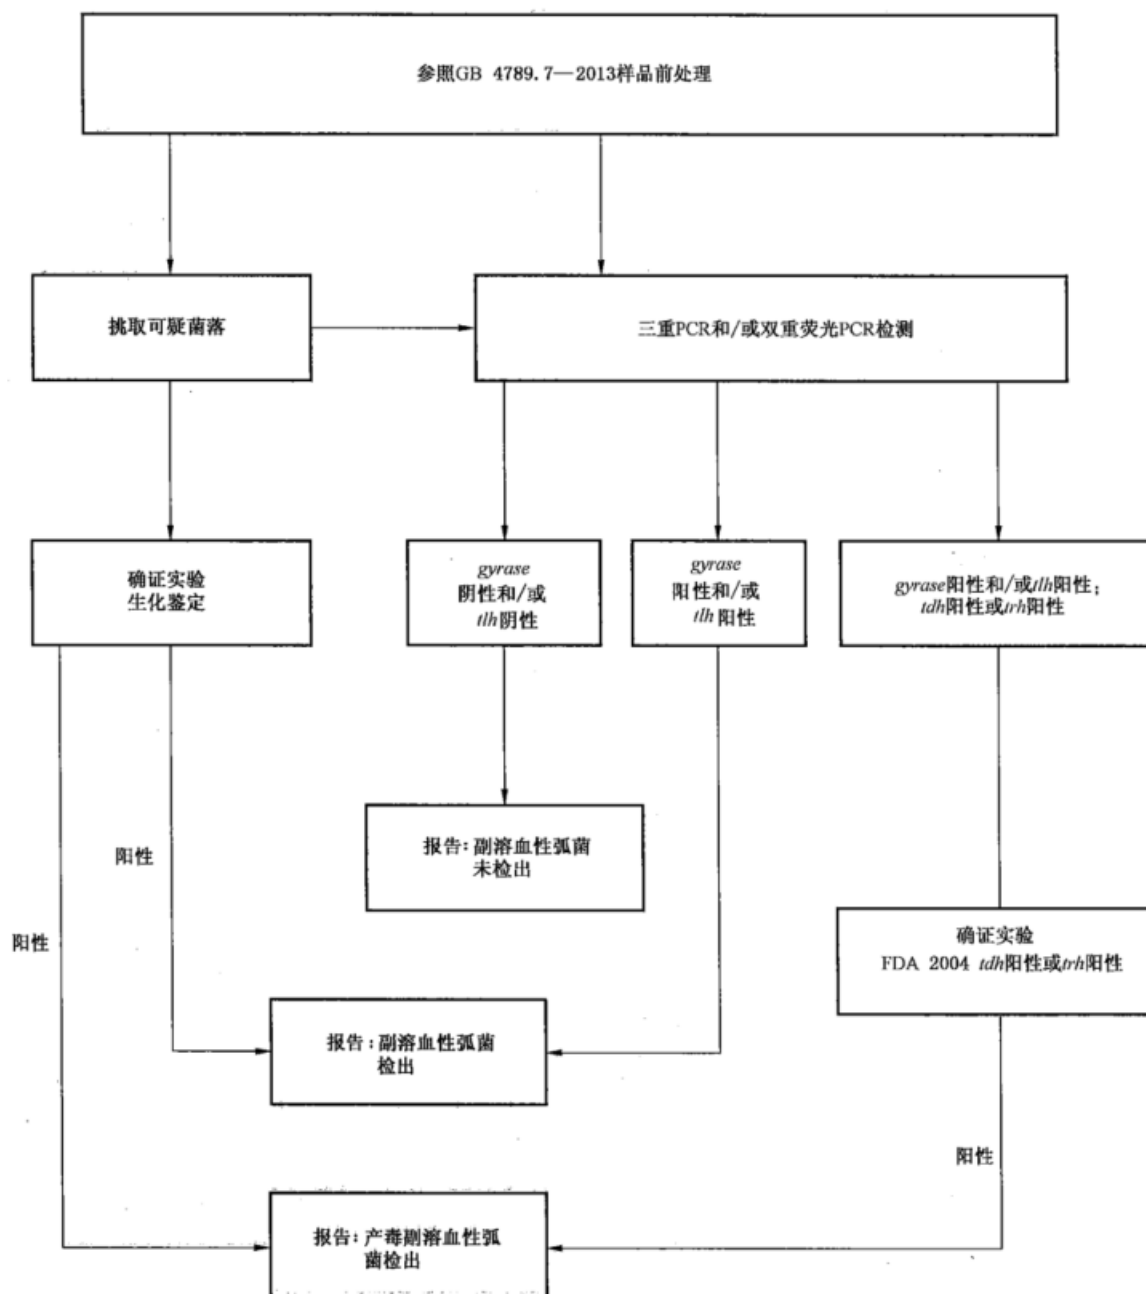 参照GB 4789.7—2013样品前处理
挑取可疑菌落
三重PCR和/或双重荧光PCR检测
确证实验
生化鉴定
gyrase
阴性和/或
tlh阴性
gyrase
阳性和/或
tlh阳性
gyrase阳性和/或tlh阳性；
tdh阳性或trh阳性
报告：副溶血性弧菌
未检出
阳性
阳性
确证实验
FDA 2004 tdh阳性或trh阳性
报告：副溶血性弧菌
检出
阳性
报告：产毒副溶血性弧
菌检出